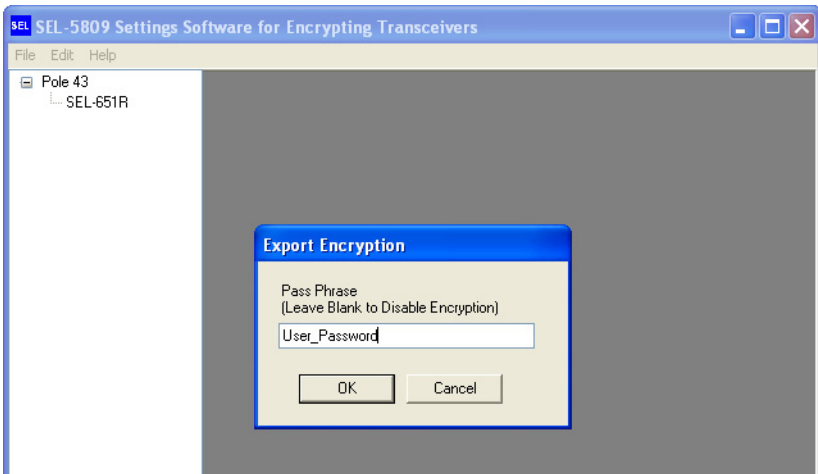 SEL SEL-5809 Settings Software for Encrypting Transceivers
File Edit Help
Pole 43
SEL-651R
Export Encryption
Pass Phrase
(Leave Blank to Disable Encryption)
User_Password
OK Cancel